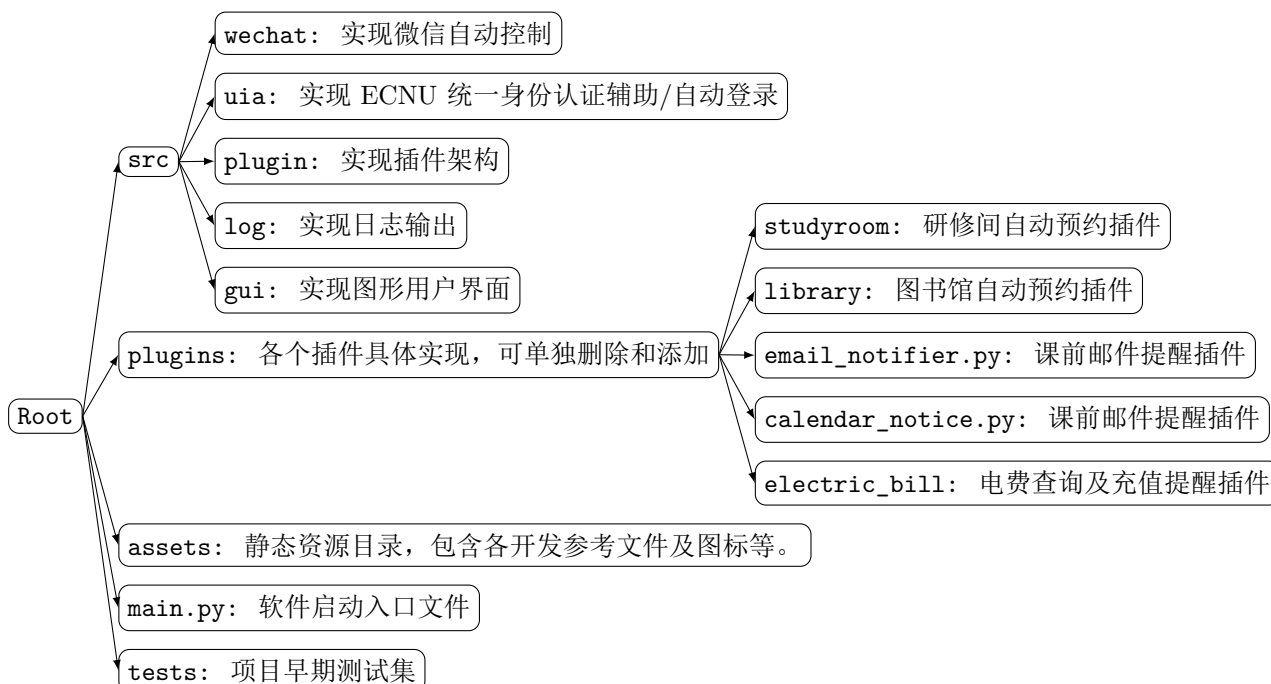 wechat: 实现微信自动控制
uia: 实现 ECNU 统一身份认证辅助/自动登录
src
plugin: 实现插件架构
log: 实现日志输出
studyroom: 研修间自动预约插件
gui: 实现图形用户界面
library: 图书馆自动预约插件
plugins: 各个插件具体实现，可单独删除和添加
email_notifier.py: 课前邮件提醒插件
Root
calendar_notice.py: 课前邮件提醒插件
electric_bill: 电费查询及充值提醒插件
assets: 静态资源目录，包含各开发参考文件及图标等。
main.py: 软件启动入口文件
tests: 项目早期测试集